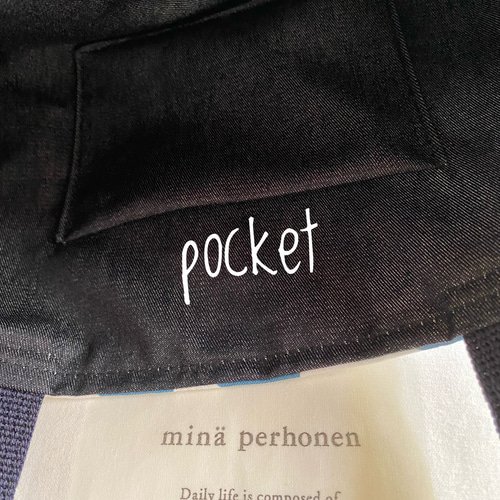 pocket
minä perhonen
Daily life is composed of